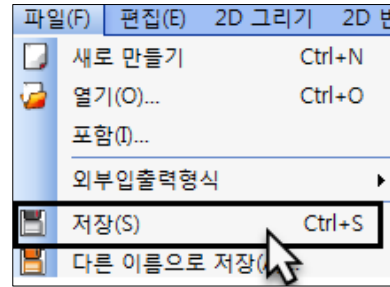 파일(F) 편집(E) 2D 그리기 2D
새로 만들기 Ctrl+N
열기(O)... Ctrl+O
포함(I)...
외부입출력형식
저장(S) Ctrl+S
다른 이름으로 저장(